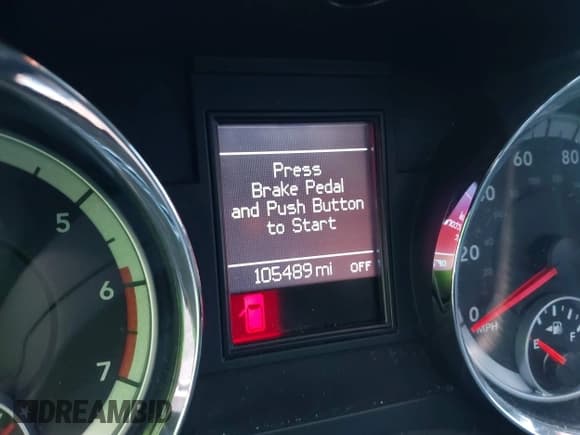 Press
Brake Pedal
and Push Button
to Start
105489 mi OFF
5
6
7
0
20
40
60
80
MPH
E
F
DREAMBID